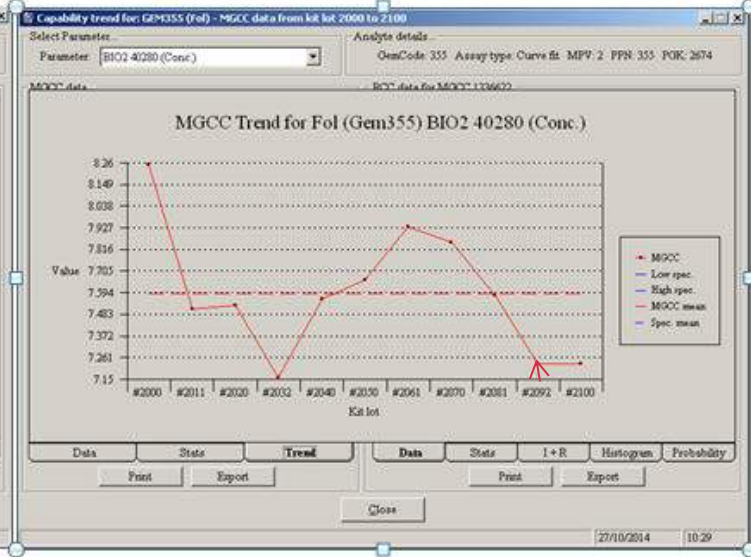 Capability trend for: GEM355 (Fol) - MGCC data from kit lot 2000 to 2100
Select Parameter...
Analyte details...
Parameter: BIO2 40280 (Conc.)
GemCode: 355 Assay type: Curve fit MPV: 2 PPN: 355 POK: 2674
MGCC data
RCC data for MGCC 1336622
MGCC Trend for Fol (Gem355) BIO2 40280 (Conc.)
8.26
8.149
8.038
7.927
7.816
Value
7.705
7.594
7.483
7.372
7.261
7.15
MGCC
Low spec.
High spec.
MGCC mean
Spec. mean
#2000 #2011 #2020 #2032 #2040 #2050 #2061 #2070 #2081 #2092 #2100
Kit lot
Data Stats Trend Data Stats I + R Histogram Probability
Print Export Print Export
Close
27/10/2014 10:29